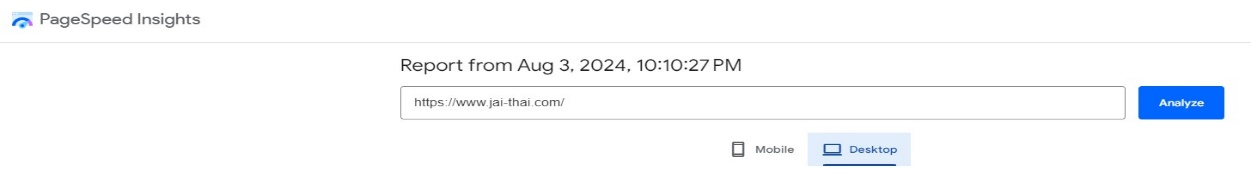 PageSpeed Insights
Report from Aug 3, 2024, 10:10:27 PM
https://www.jai-thai.com/
Analyze
Mobile Desktop